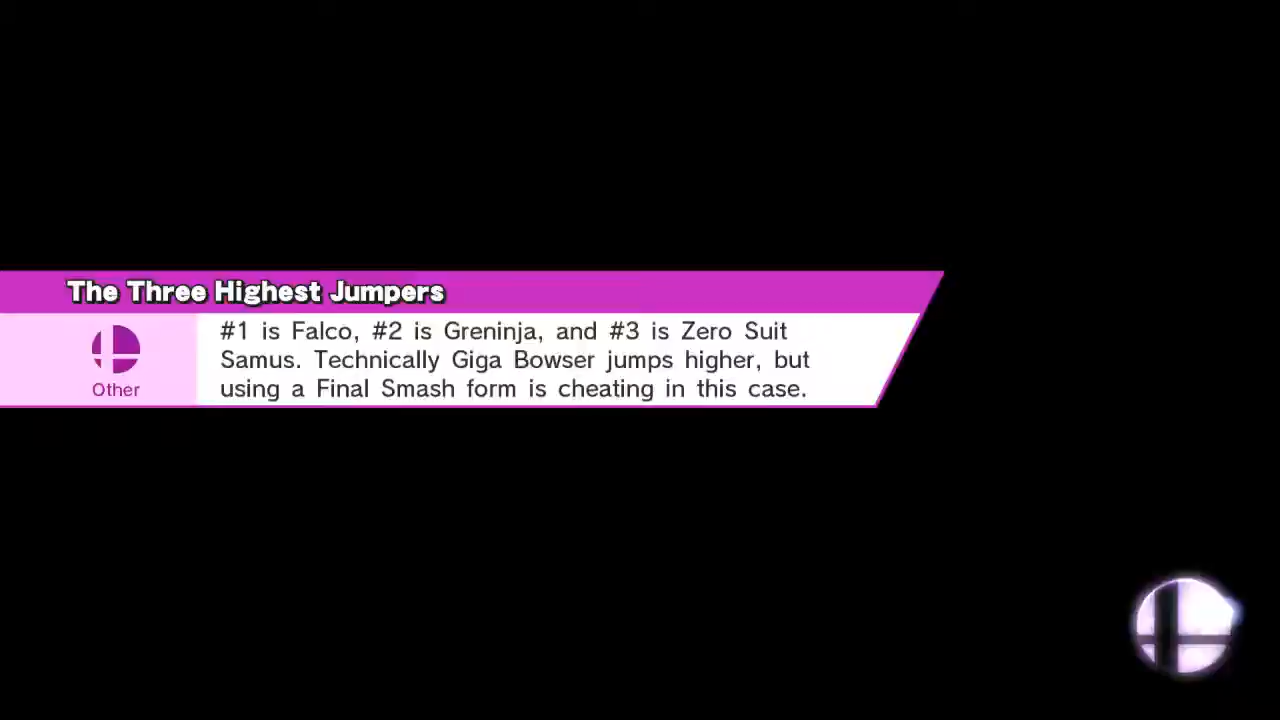 The Three Highest Jumpers
#1 is Falco, #2 is Greninja, and #3 is Zero Suit
Samus. Technically Giga Bowser jumps higher, but
Other
using a Final Smash form is cheating in this case.